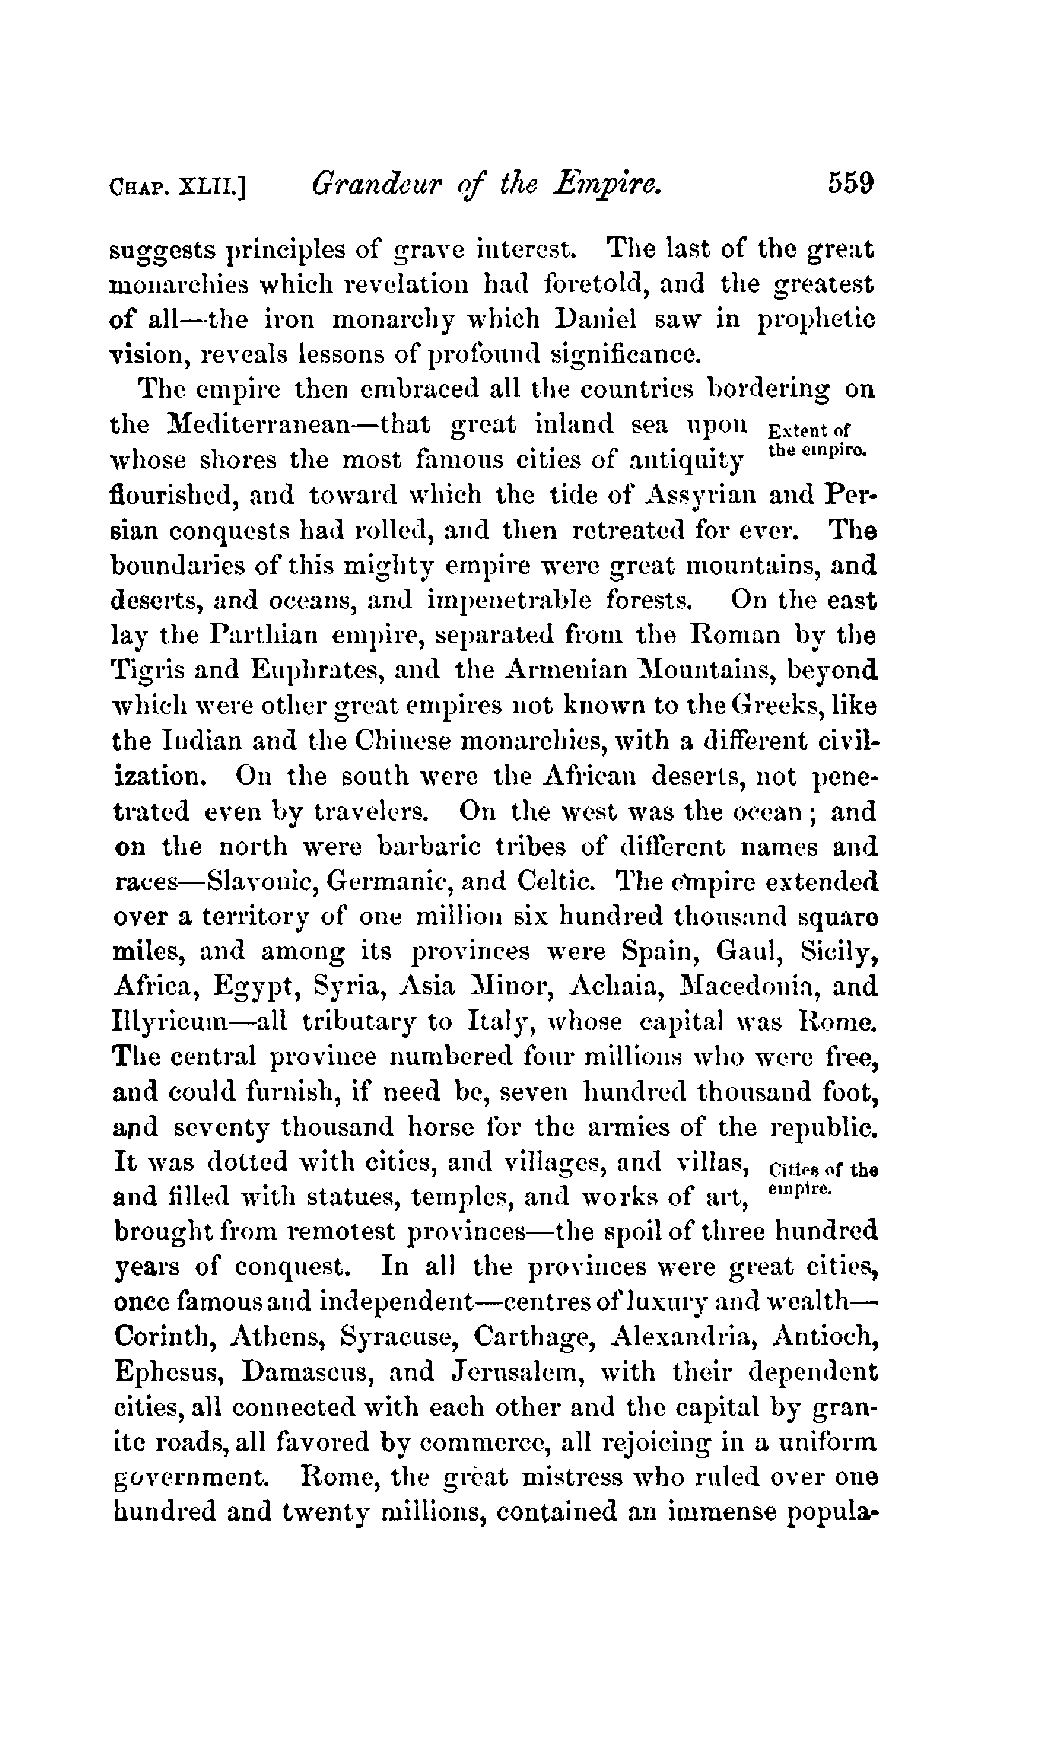 CHAP. XLII.] Grandeur of the Empire. 559
suggests principles of grave interest. The last of the great
monarchies which revelation had foretold, and the greatest
of all—the iron monarchy which Daniel saw in prophetic
vision, reveals lessons of profound significance.
The empire then embraced all the countries bordering on
the Mediterranean—that great inland sea upon
Extent of
the empire.
whose shores the most famous cities of antiquity
flourished, and toward which the tide of Assyrian and Per-
sian conquests had rolled, and then retreated for ever. The
boundaries of this mighty empire were great mountains, and
deserts, and oceans, and impenetrable forests. On the east
lay the Parthian empire, separated from the Roman by the
Tigris and Euphrates, and the Armenian Mountains, beyond
which were other great empires not known to the Greeks, like
the Indian and the Chinese monarchies, with a different civil-
ization. On the south were the African deserts, not pene-
trated even by travelers. On the west was the ocean; and
on the north were barbaric tribes of different names and
races—Slavonic, Germanic, and Celtic. The empire extended
over a territory of one million six hundred thousand square
miles, and among its provinces were Spain, Gaul, Sicily,
Africa, Egypt, Syria, Asia Minor, Achaia, Macedonia, and
Illyricum—all tributary to Italy, whose capital was Rome.
The central province numbered four millions who were free,
and could furnish, if need be, seven hundred thousand foot,
and seventy thousand horse for the armies of the republic.
It was dotted with cities, and villages, and villas,
Cities of the
empire.
and filled with statues, temples, and works of art,
brought from remotest provinces—the spoil of three hundred
years of conquest. In all the provinces were great cities,
once famous and independent—centres of luxury and wealth—
Corinth, Athens, Syracuse, Carthage, Alexandria, Antioch,
Ephesus, Damascus, and Jerusalem, with their dependent
cities, all connected with each other and the capital by gran-
ite roads, all favored by commerce, all rejoicing in a uniform
government. Rome, the great mistress who ruled over one
hundred and twenty millions, contained an immense popula-